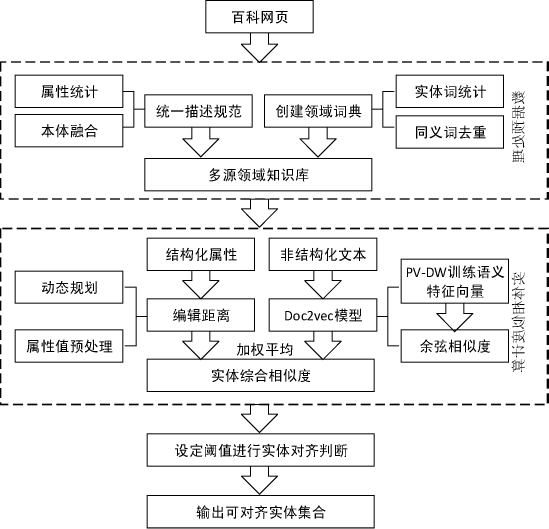 百科网页
属性统计
本体融合
统一描述规范
创建领域词典
实体词统计
同义词去重
多源领域知识库
数据预处理
结构化属性
非结构化文本
动态规划
属性值预处理
编辑距离
Doc2vec模型
PV-DW训练语义
特征向量
余弦相似度
加权平均
实体综合相似度
实体相似度计算
设定阈值进行实体对齐判断
输出可对齐实体集合